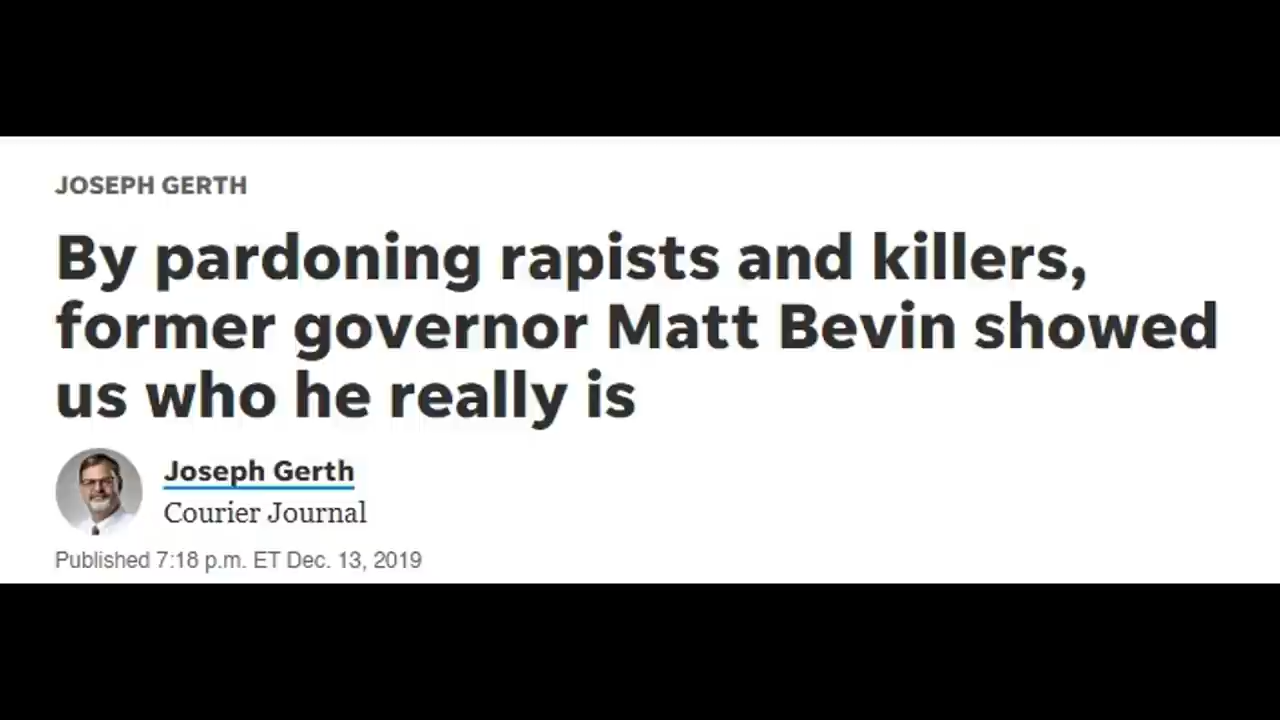 JOSEPH GERTH
By pardoning rapists and killers,
former governor Matt Bevin showed
us who he really is
Joseph Gerth
Courier Journal
Published 7:18 p.m. ET Dec. 13, 2019